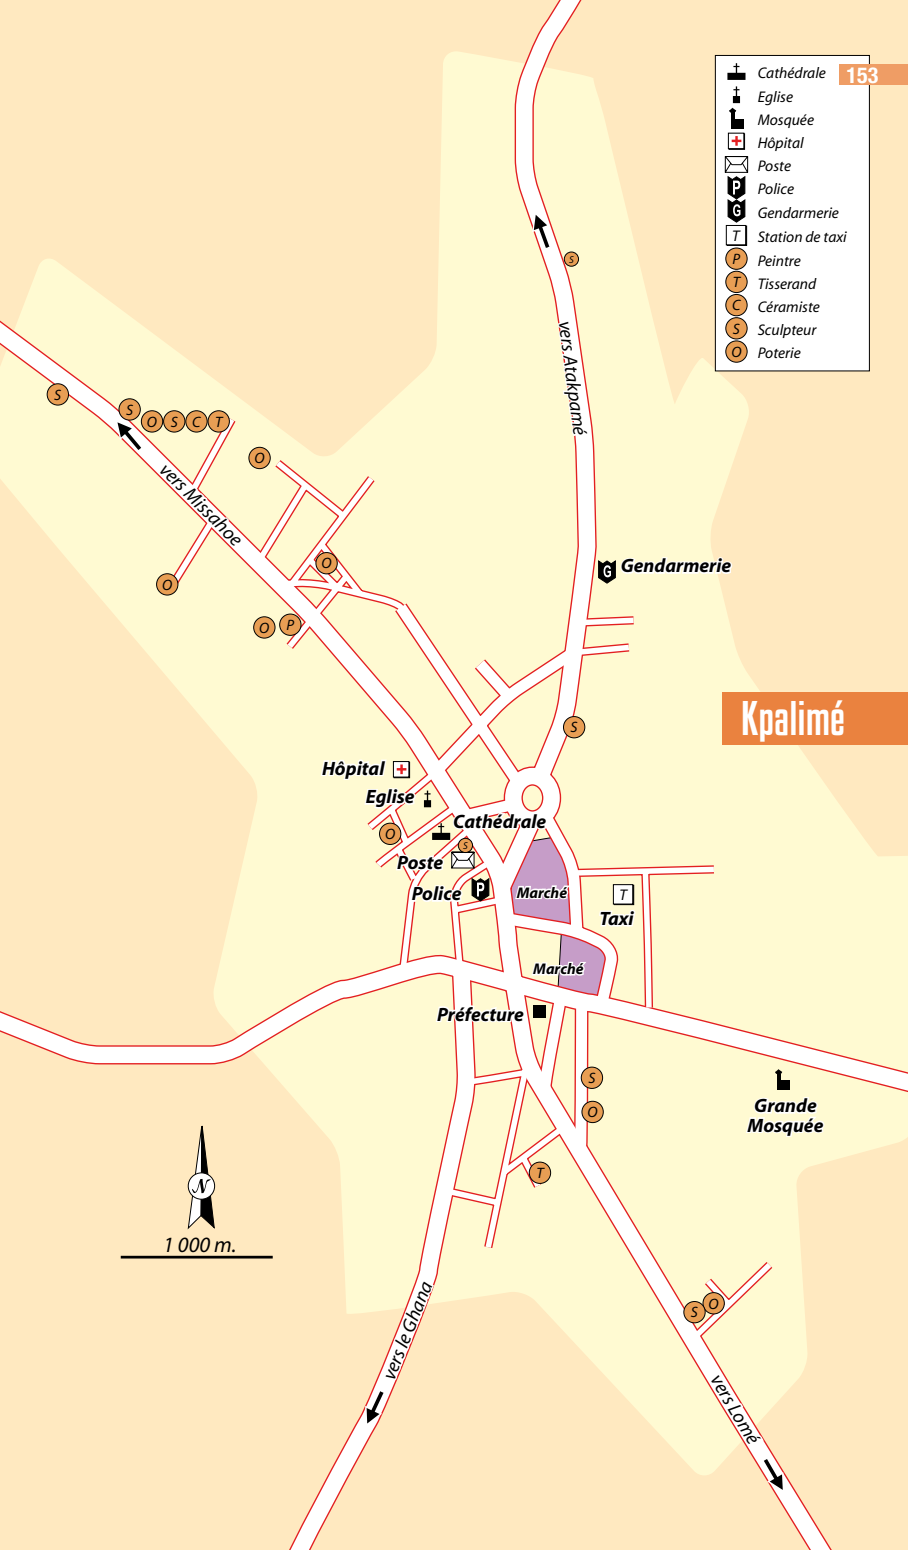 153
Cathédrale
Eglise
Mosquée
Hôpital
Poste
P Police
G Gendarmerie
T Station de taxi
P Peintre
T Tisserand
C Céramiste
S Sculpteur
O Poterie
S
vers Atakpamé
S
S O S C T
O
vers Missahoe
O
O
O P
G Gendarmerie
Kpalimé
S
Hôpital
Eglise
O
Cathédrale
S
Poste
Police P
Marché
T
Taxi
Marché
Préfecture
S
O
Grande
Mosquée
T
N
1 000 m.
S O
vers le Ghana
vers Lomé